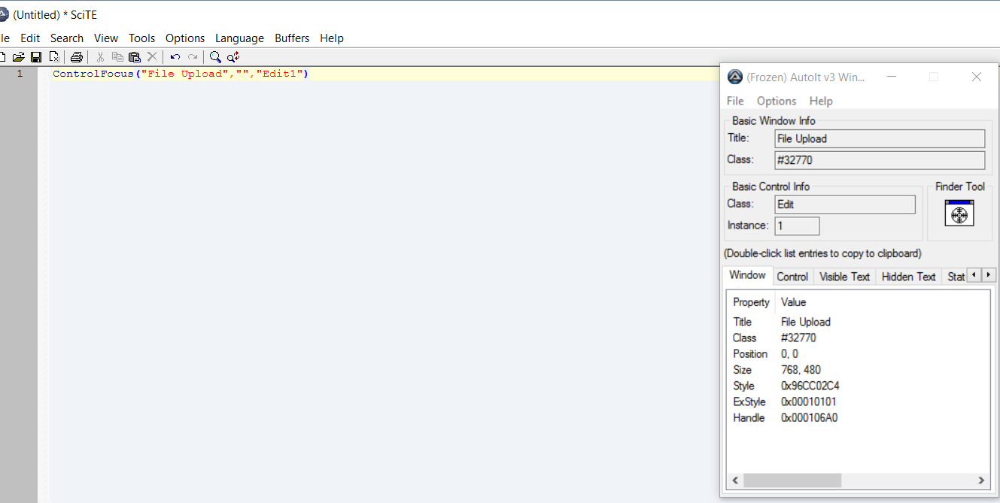 (Untitled) * SciTE
le Edit Search View Tools Options Language Buffers Help
1 ControlFocus("File Upload","","Edit1")
(Frozen) AutoIt v3 Win...
File Options Help
Basic Window Info
Title: File Upload
Class: #32770
Basic Control Info
Class: Edit
Instance: 1
Finder Tool
(Double-click list entries to copy to clipboard)
Window Control Visible Text Hidden Text Stat
Property Value
Title File Upload
Class #32770
Position 0, 0
Size 768, 480
Style 0x96CC02C4
ExStyle 0x00010101
Handle 0x000106A0